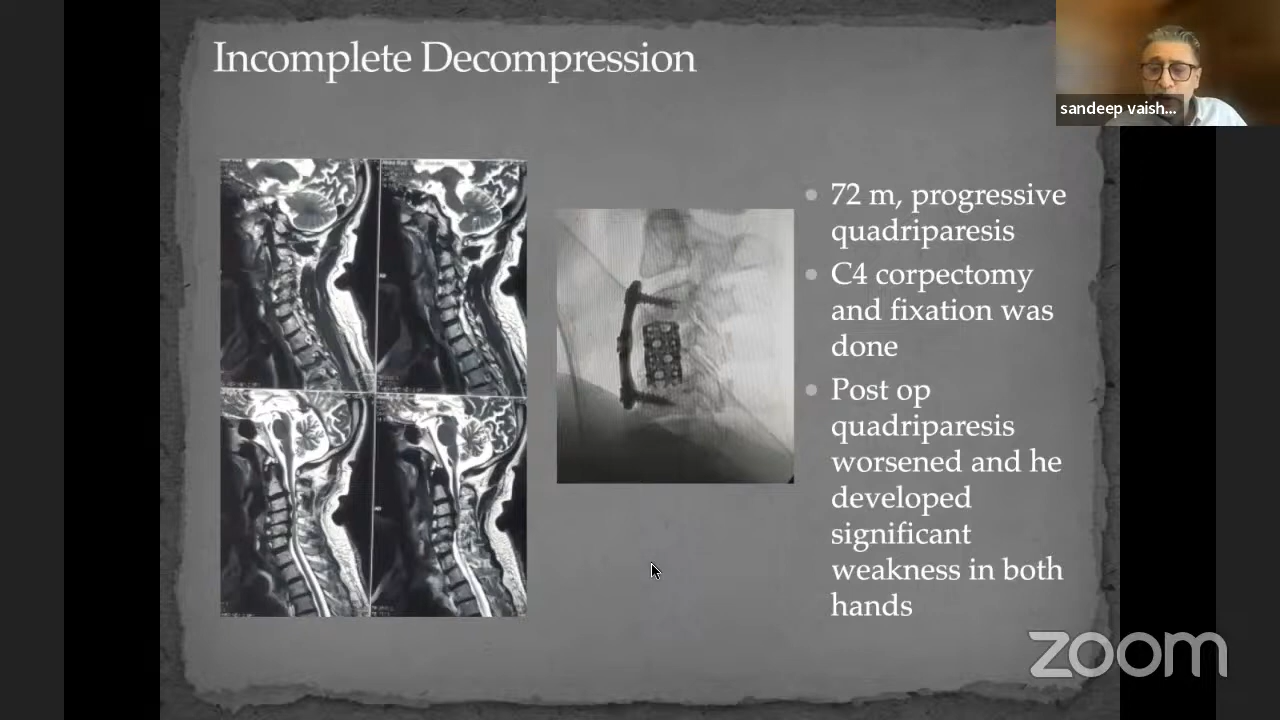 Incomplete Decompression
sandeep vaish...
72 m, progressive
quadriparesis
C4 corpectomy
and fixation was
done
Post op
quadriparesis
worsened and he
developed
significant
weakness in both
hands
zoom